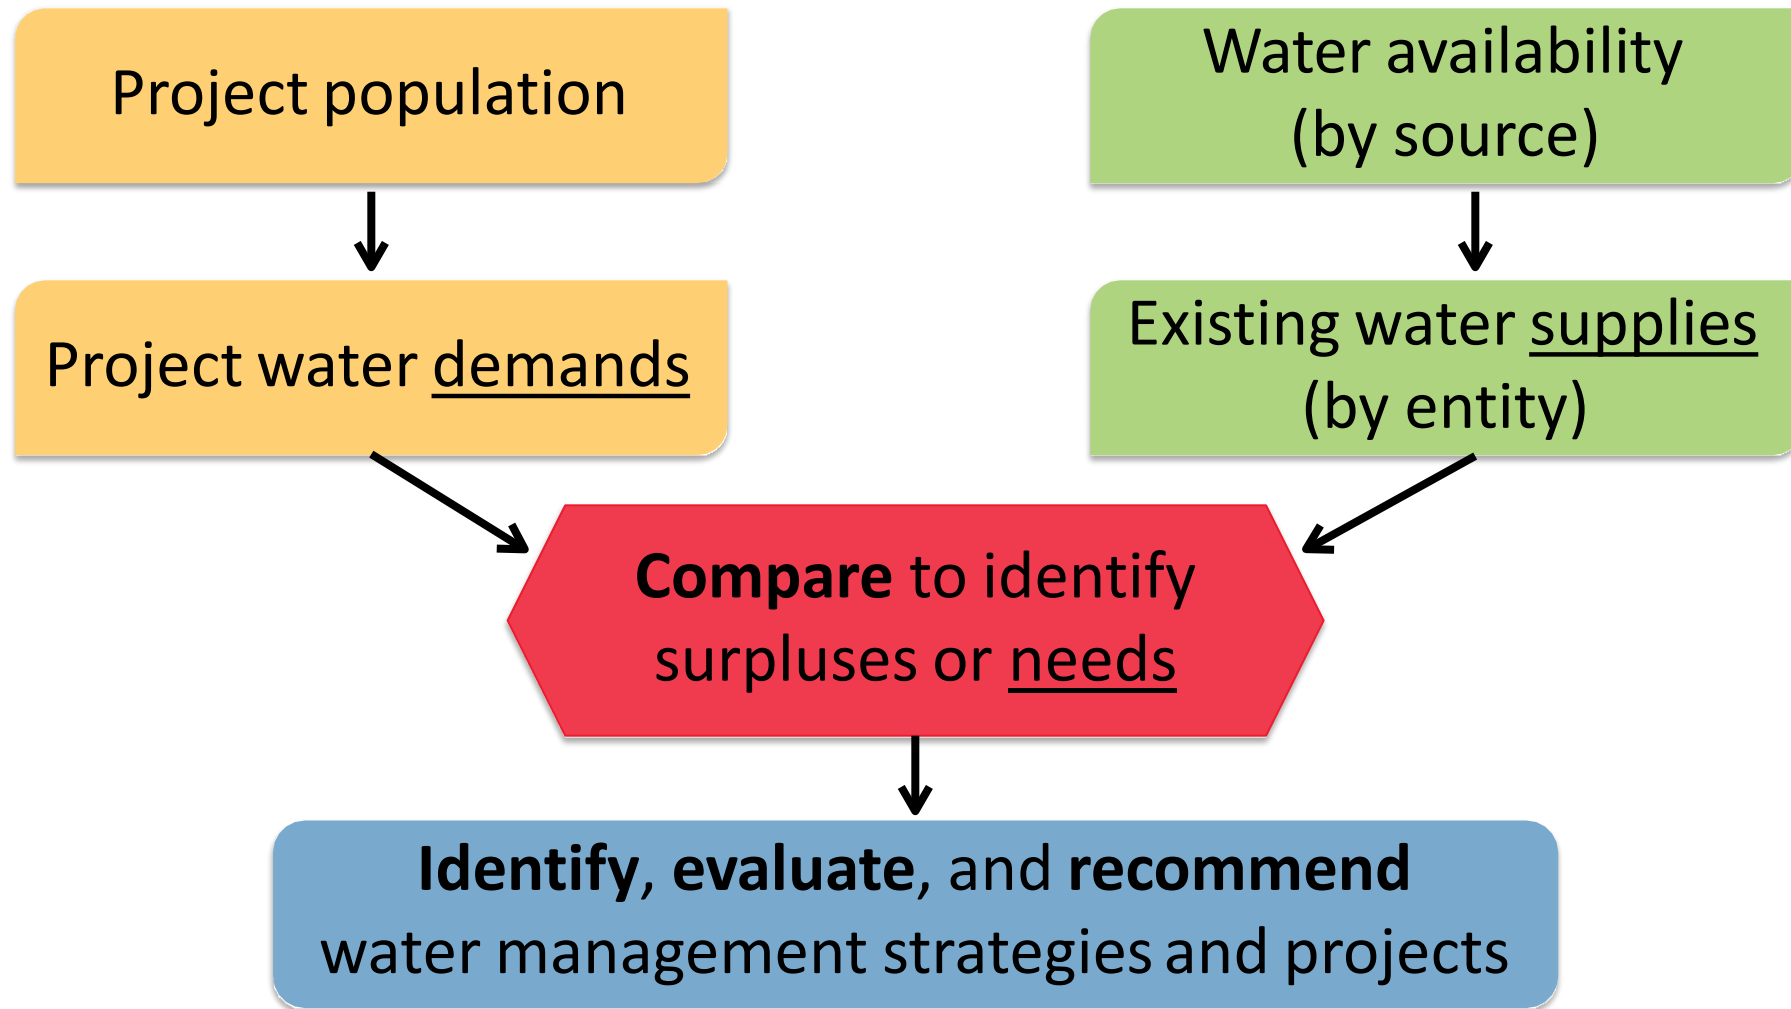 Project population
Water availability
(by source)
Project water demands
Existing water supplies
(by entity)
Compare to identify
surpluses or needs
Identify, evaluate, and recommend
water management strategies and projects